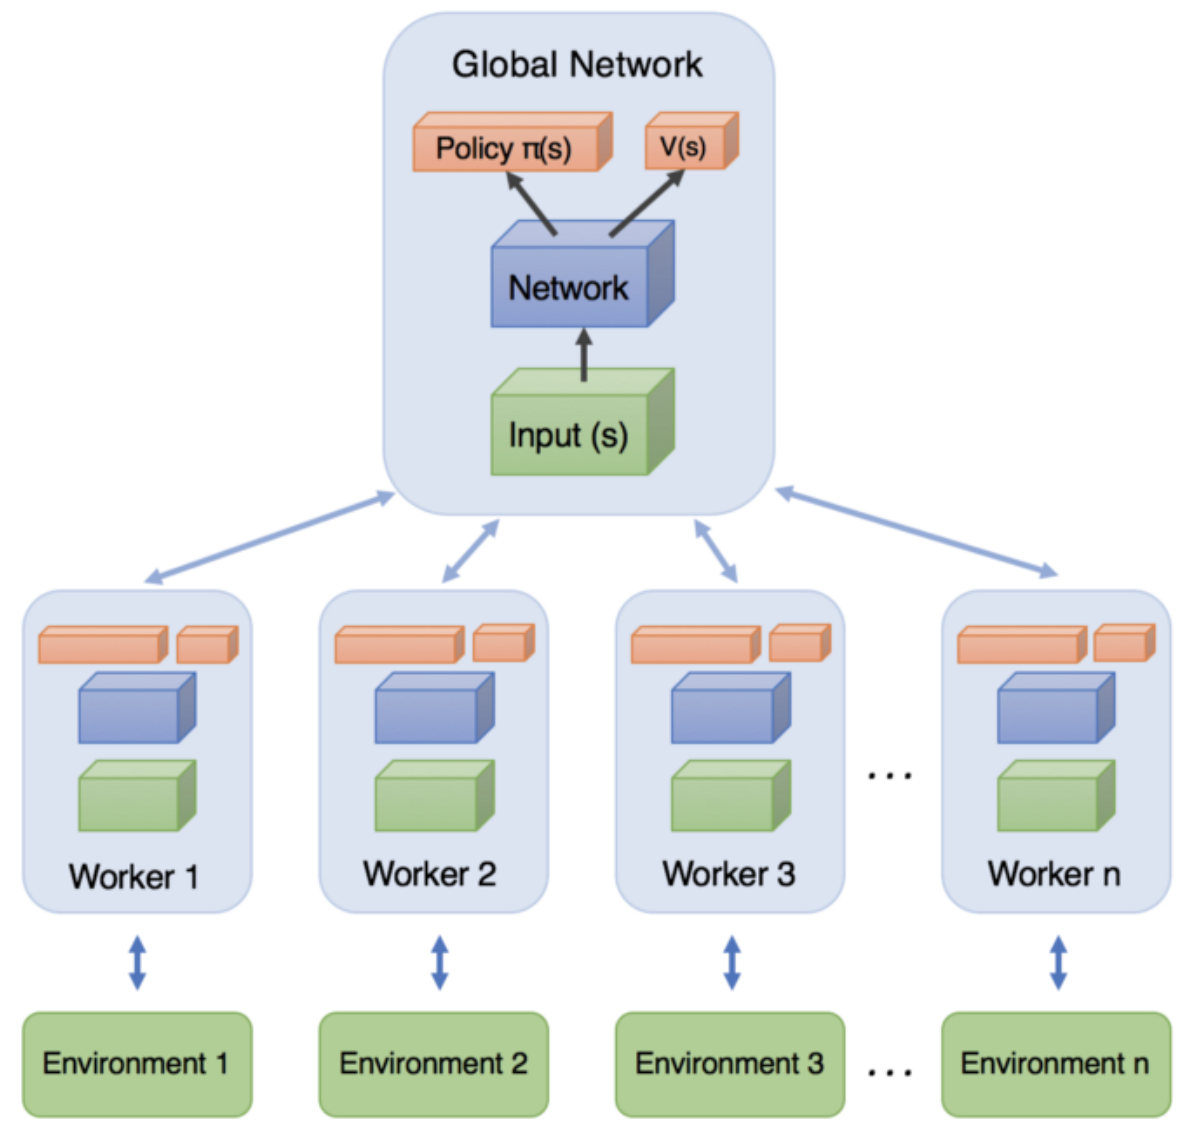 Global Network
Policy π(s)
V(s)
Network
Input (s)
Worker 1
Worker 2
Worker 3
...
Worker n
Environment 1
Environment 2
Environment 3
...
Environment n